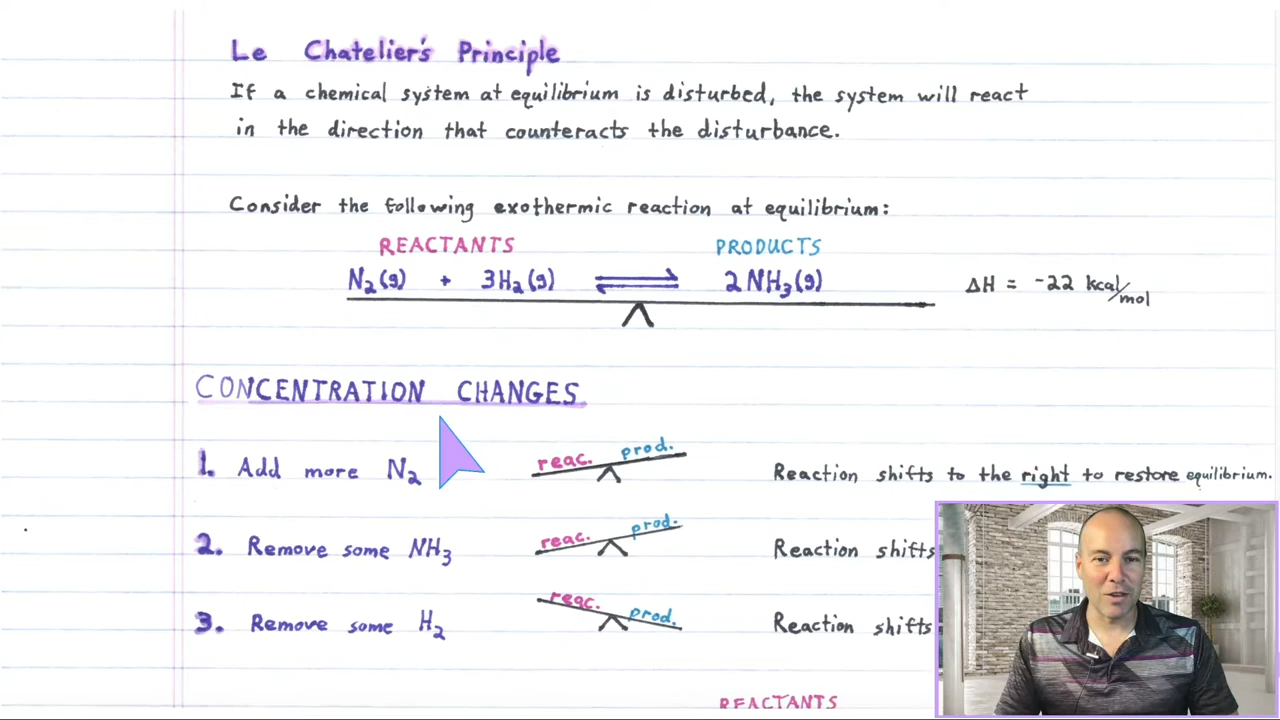 Le Chatelier's Principle
If a chemical system at equilibrium is disturbed, the system will react
in the direction that counteracts the disturbance.
Consider the following exothermic reaction at equilibrium:
REACTANTS PRODUCTS
N₂(g) + 3H₂(g) ⇌ 2NH₃(g) ΔH = -22 kcal/mol
CONCENTRATION CHANGES
1. Add more N₂ reac. prod. Reaction shifts to the right to restore equilibrium.
2. Remove some NH₃ reac. prod. Reaction shifts
3. Remove some H₂ reac. prod. Reaction shifts
REACTANTS